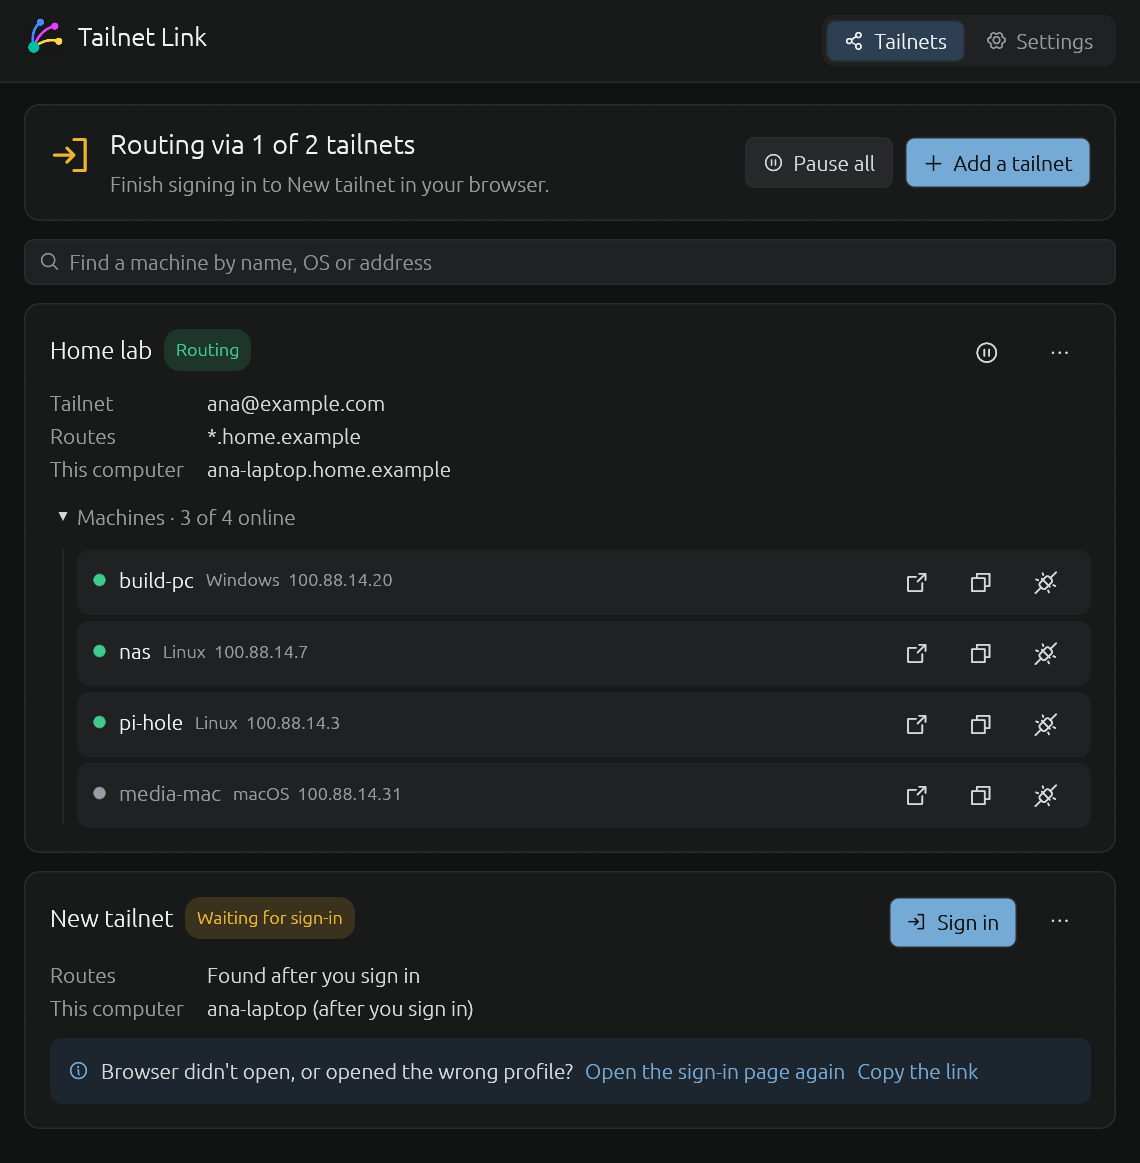 Tailnet Link
Tailnets
Settings
Routing via 1 of 2 tailnets
Finish signing in to New tailnet in your browser.
Pause all
Add a tailnet
Find a machine by name, OS or address
Home lab
Routing
Tailnet ana@example.com
Routes *.home.example
This computer ana-laptop.home.example
Machines · 3 of 4 online
build-pc Windows 100.88.14.20
nas Linux 100.88.14.7
pi-hole Linux 100.88.14.3
media-mac macOS 100.88.14.31
New tailnet
Waiting for sign-in
Sign in
Routes Found after you sign in
This computer ana-laptop (after you sign in)
Browser didn't open, or opened the wrong profile? Open the sign-in page again Copy the link